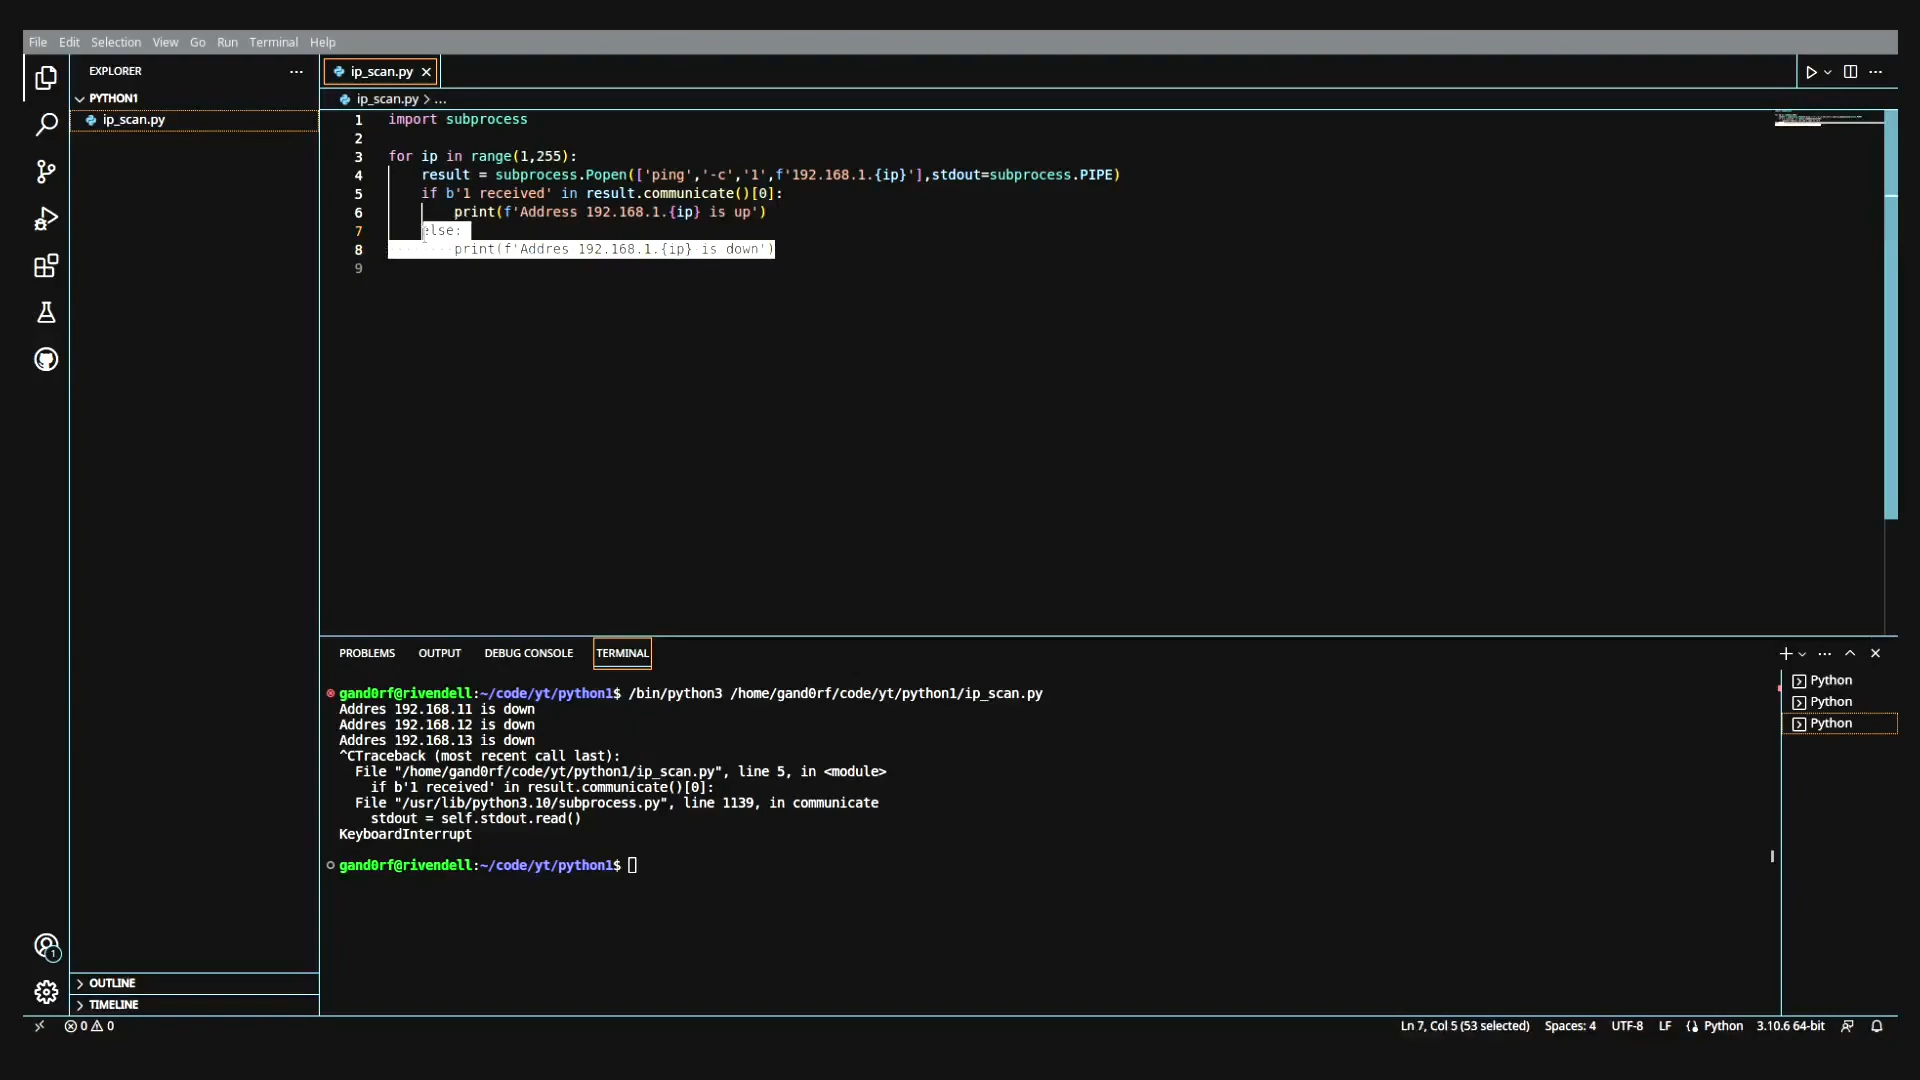 File Edit Selection View Go Run Terminal Help
EXPLORER
PYTHON1
ip_scan.py
ip_scan.py
ip_scan.py > ...
1 import subprocess
2
3 for ip in range(1,255):
4 result = subprocess.Popen(['ping','-c','1',f'192.168.1.{ip}'],stdout=subprocess.PIPE)
5 if b'1 received' in result.communicate()[0]:
6 print(f'Address 192.168.1.{ip} is up')
7 else:
8 print(f'Addres 192.168.1.{ip} is down')
9
PROBLEMS OUTPUT DEBUG CONSOLE TERMINAL
gand0rf@rivendell:~/code/yt/python1$ /bin/python3 /home/gand0rf/code/yt/python1/ip_scan.py
Addres 192.168.11 is down
Addres 192.168.12 is down
Addres 192.168.13 is down
^CTraceback (most recent call last):
File "/home/gand0rf/code/yt/python1/ip_scan.py", line 5, in <module>
if b'1 received' in result.communicate()[0]:
File "/usr/lib/python3.10/subprocess.py", line 1139, in communicate
stdout = self.stdout.read()
KeyboardInterrupt
gand0rf@rivendell:~/code/yt/python1$
Python
Python
Python
1
OUTLINE
TIMELINE
0 0
Ln 7, Col 5 (53 selected) Spaces: 4 UTF-8 LF Python 3.10.6 64-bit